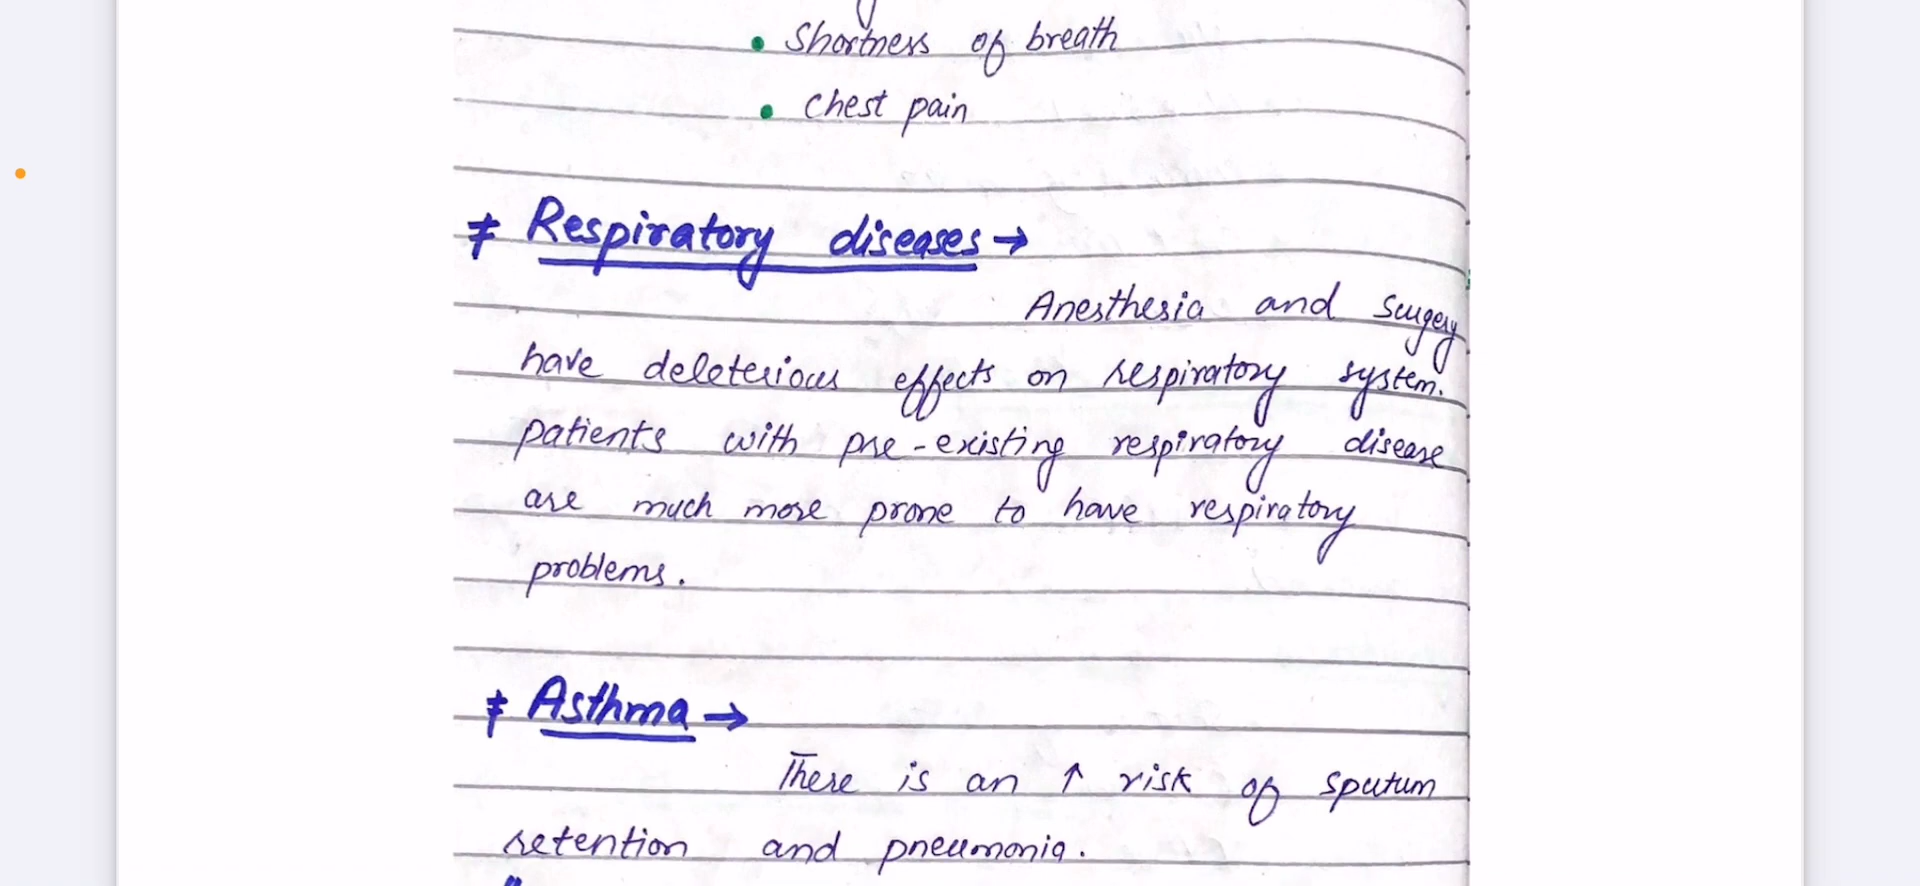 • Shortness of breath
• Chest pain
* Respiratory diseases →
Anesthesia and Surgery
have deleterious effects on respiratory system.
patients with pre-existing respiratory disease
are much more prone to have respiratory
problems.
* Asthma →
There is an ↑ risk of sputum
retention and pneumonia.